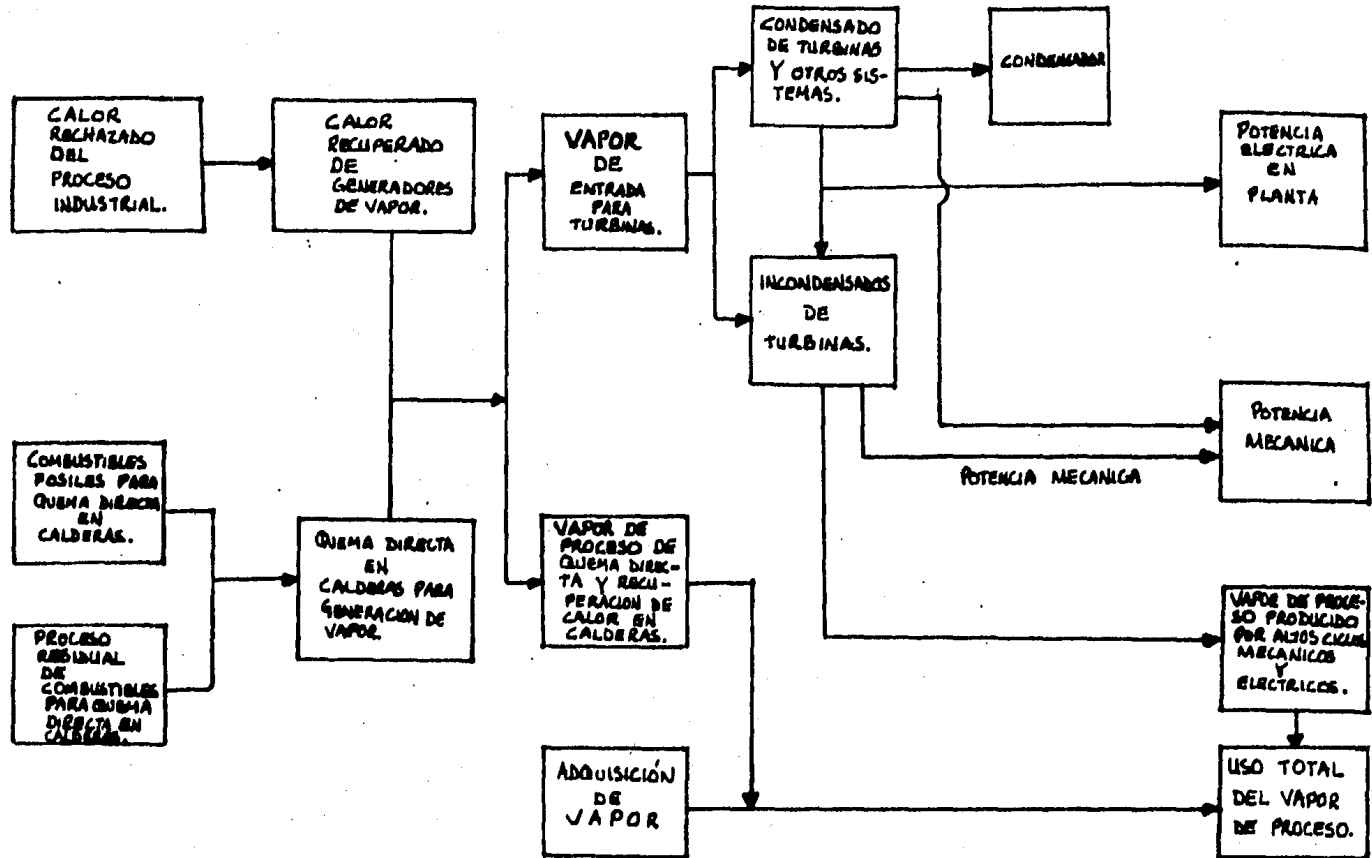 CALOR
RECHAZADO
DEL
PROCESO
INDUSTRIAL.
CALOR
RECUPERADO
DE
GENERADORES
DE VAPOR.
VAPOR
DE
ENTRADA
PARA
TURBINAS.
CONDENSADO
DE TURBINAS
Y OTROS SIS-
TEMAS.
CONDENSADOR
POTENCIA
ELECTRICA
EN
PLANTA
INCONDENSADOS
DE
TURBINAS.
POTENCIA
MECANICA
POTENCIA MECANICA
COMBUSTIBLES
FOSILES PARA
QUEMA DIRECTA
EN
CALDERAS.
QUEMA DIRECTA
EN
CALDERAS PARA
GENERACION DE
VAPOR.
VAPOR DE
PROCESO DE
QUEMA DIREC-
TA Y RECU-
PERACION DE
CALOR EN
CALDERAS.
VAPOR DE PROCE-
SO PRODUCIDO
POR ALTOS CICLOS
MECANICOS
Y
ELECTRICOS.
PROCESO
RESIDUAL
DE
COMBUSTIBLES
PARA QUEMA
DIRECTA EN
CALDERAS.
ADQUISICIÓN
DE
VAPOR
USO TOTAL
DEL VAPOR
DE PROCESO.